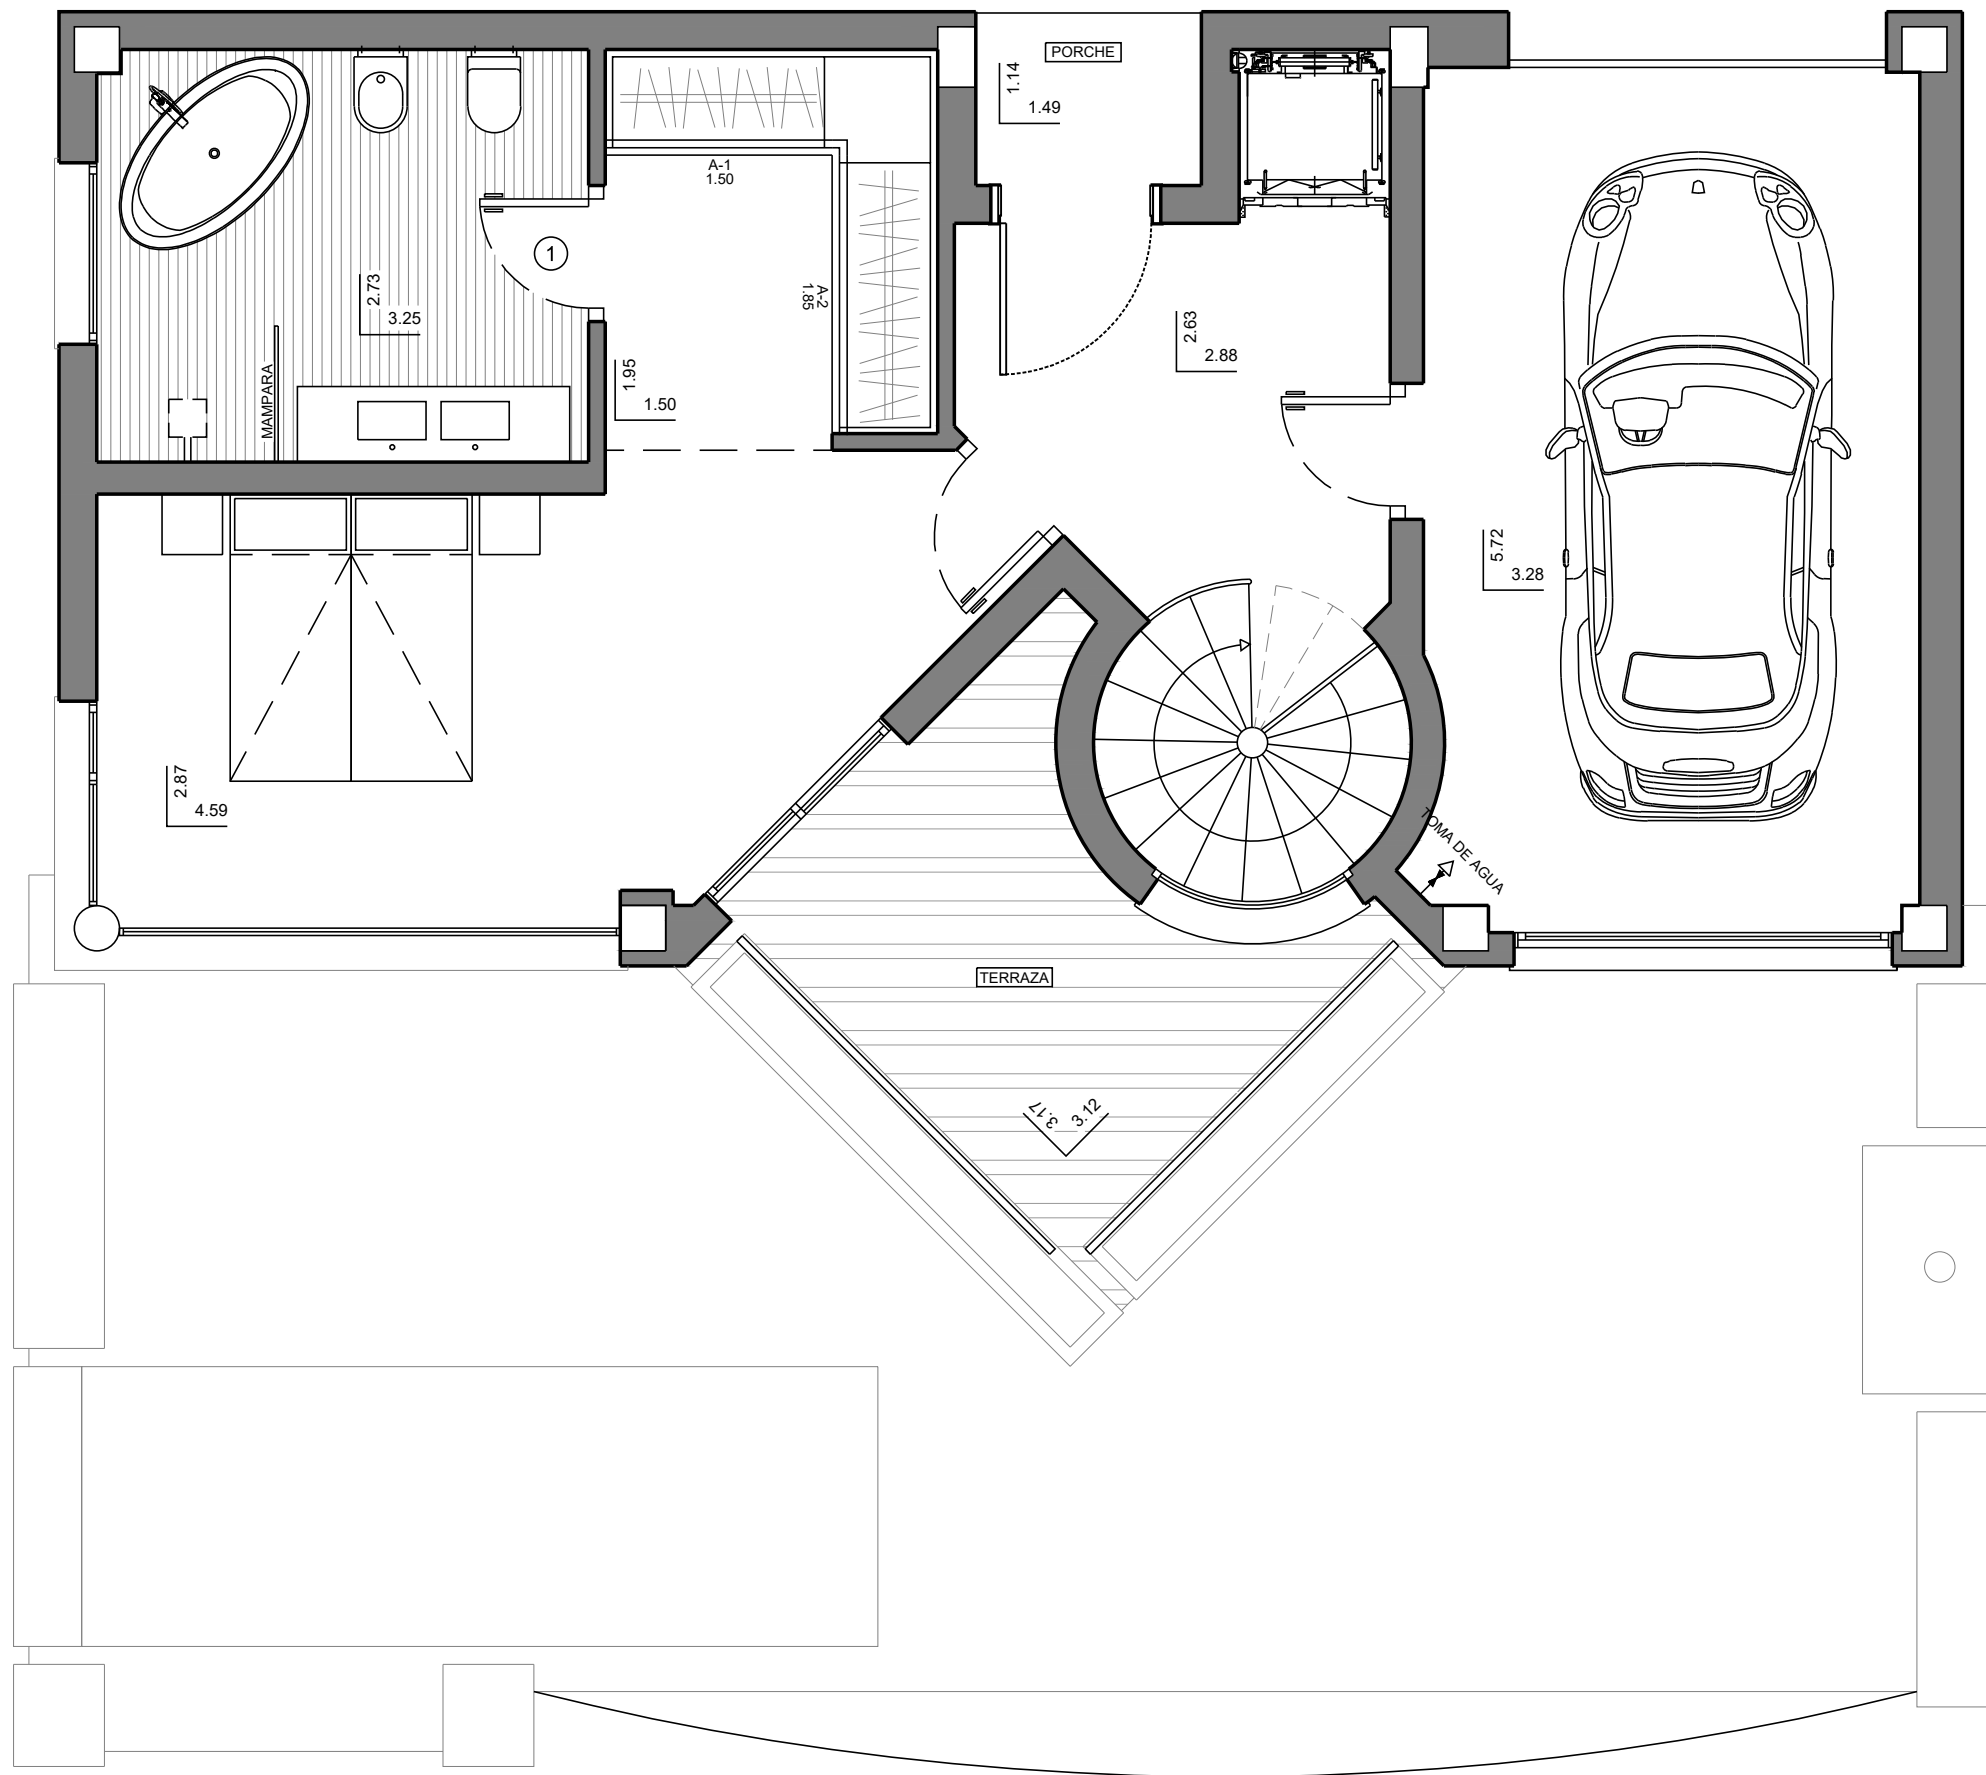 PORCHE
1.14
1.49
A-1
1.50
A-2
1.85
1
2.73
3.25
MAMPARA
1.95
1.50
2.63
2.88
5.72
3.28
2.87
4.59
TOMA DE AGUA
TERRAZA
3.17
3.12